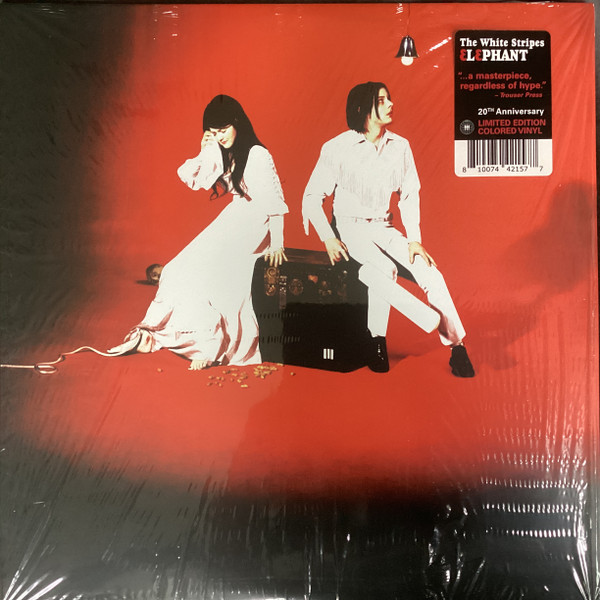 The White Stripes
ELEPHANT
"...a masterpiece,
regardless of hype."
– Trouser Press
20TH Anniversary
LIMITED EDITION
COLORED VINYL
8 10074 42157 7
III